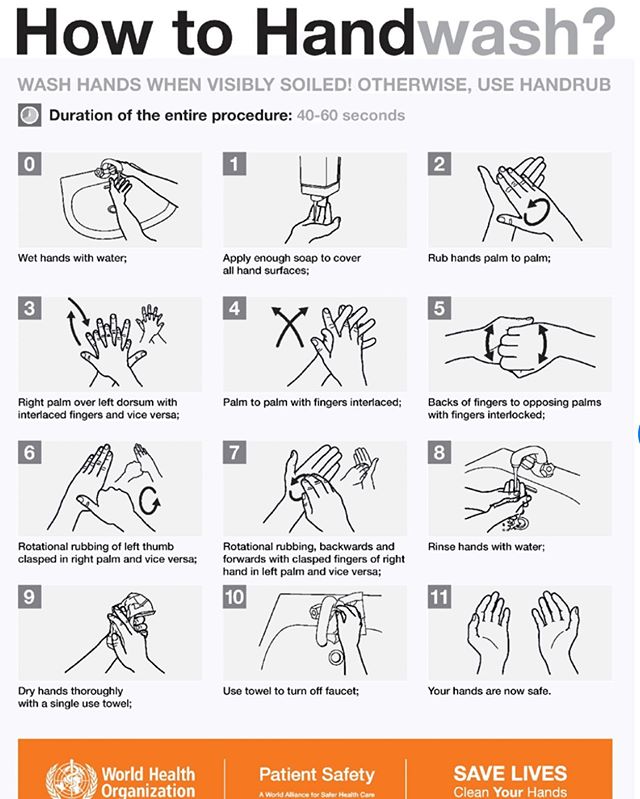 How to Handwash?
WASH HANDS WHEN VISIBLY SOILED! OTHERWISE, USE HANDRUB
Duration of the entire procedure: 40-60 seconds
0
Wet hands with water;
1
Apply enough soap to cover
all hand surfaces;
2
Rub hands palm to palm;
3
Right palm over left dorsum with
interlaced fingers and vice versa;
4
Palm to palm with fingers interlaced;
5
Backs of fingers to opposing palms
with fingers interlocked;
6
Rotational rubbing of left thumb
clasped in right palm and vice versa;
7
Rotational rubbing, backwards and
forwards with clasped fingers of right
hand in left palm and vice versa;
8
Rinse hands with water;
9
Dry hands thoroughly
with a single use towel;
10
Use towel to turn off faucet;
11
Your hands are now safe.
World Health
Organization
Patient Safety
A World Alliance for Safer Health Care
SAVE LIVES
Clean Your Hands